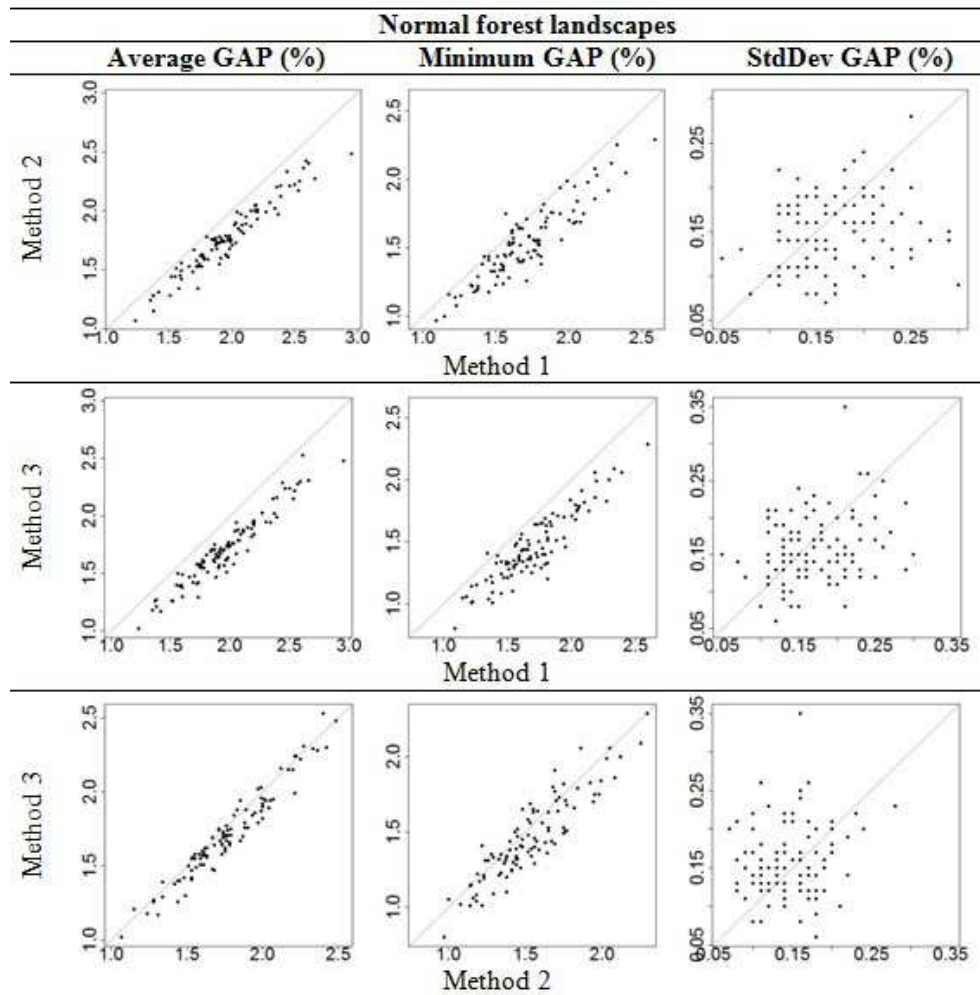 Normal forest landscapes
Average GAP (%) Minimum GAP (%) StdDev GAP (%)
Method 2
3.0
2.5
2.0
1.5
1.0
1.0 1.5 2.0 2.5 3.0
2.5
2.0
1.5
1.0
1.0 1.5 2.0 2.5
0.25
0.15
0.05
0.05 0.15 0.25
Method 1
Method 3
3.0
2.5
2.0
1.5
1.0
1.0 1.5 2.0 2.5 3.0
2.5
2.0
1.5
1.0
1.0 1.5 2.0 2.5
0.35
0.25
0.15
0.05
0.05 0.15 0.25 0.35
Method 1
Method 3
2.5
2.0
1.5
1.0
1.0 1.5 2.0 2.5
2.0
1.5
1.0
1.0 1.5 2.0
0.35
0.25
0.15
0.05
0.05 0.15 0.25 0.35
Method 2